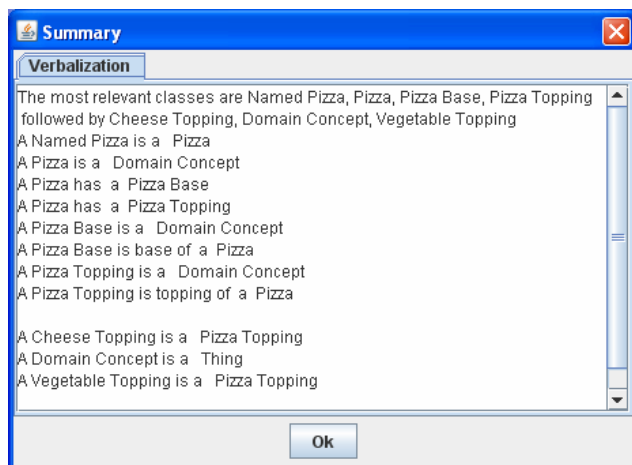 Summary
Verbalization
The most relevant classes are Named Pizza, Pizza, Pizza Base, Pizza Topping
followed by Cheese Topping, Domain Concept, Vegetable Topping
A Named Pizza is a Pizza
A Pizza is a Domain Concept
A Pizza has a Pizza Base
A Pizza has a Pizza Topping
A Pizza Base is a Domain Concept
A Pizza Base is base of a Pizza
A Pizza Topping is a Domain Concept
A Pizza Topping is topping of a Pizza
A Cheese Topping is a Pizza Topping
A Domain Concept is a Thing
A Vegetable Topping is a Pizza Topping
Ok